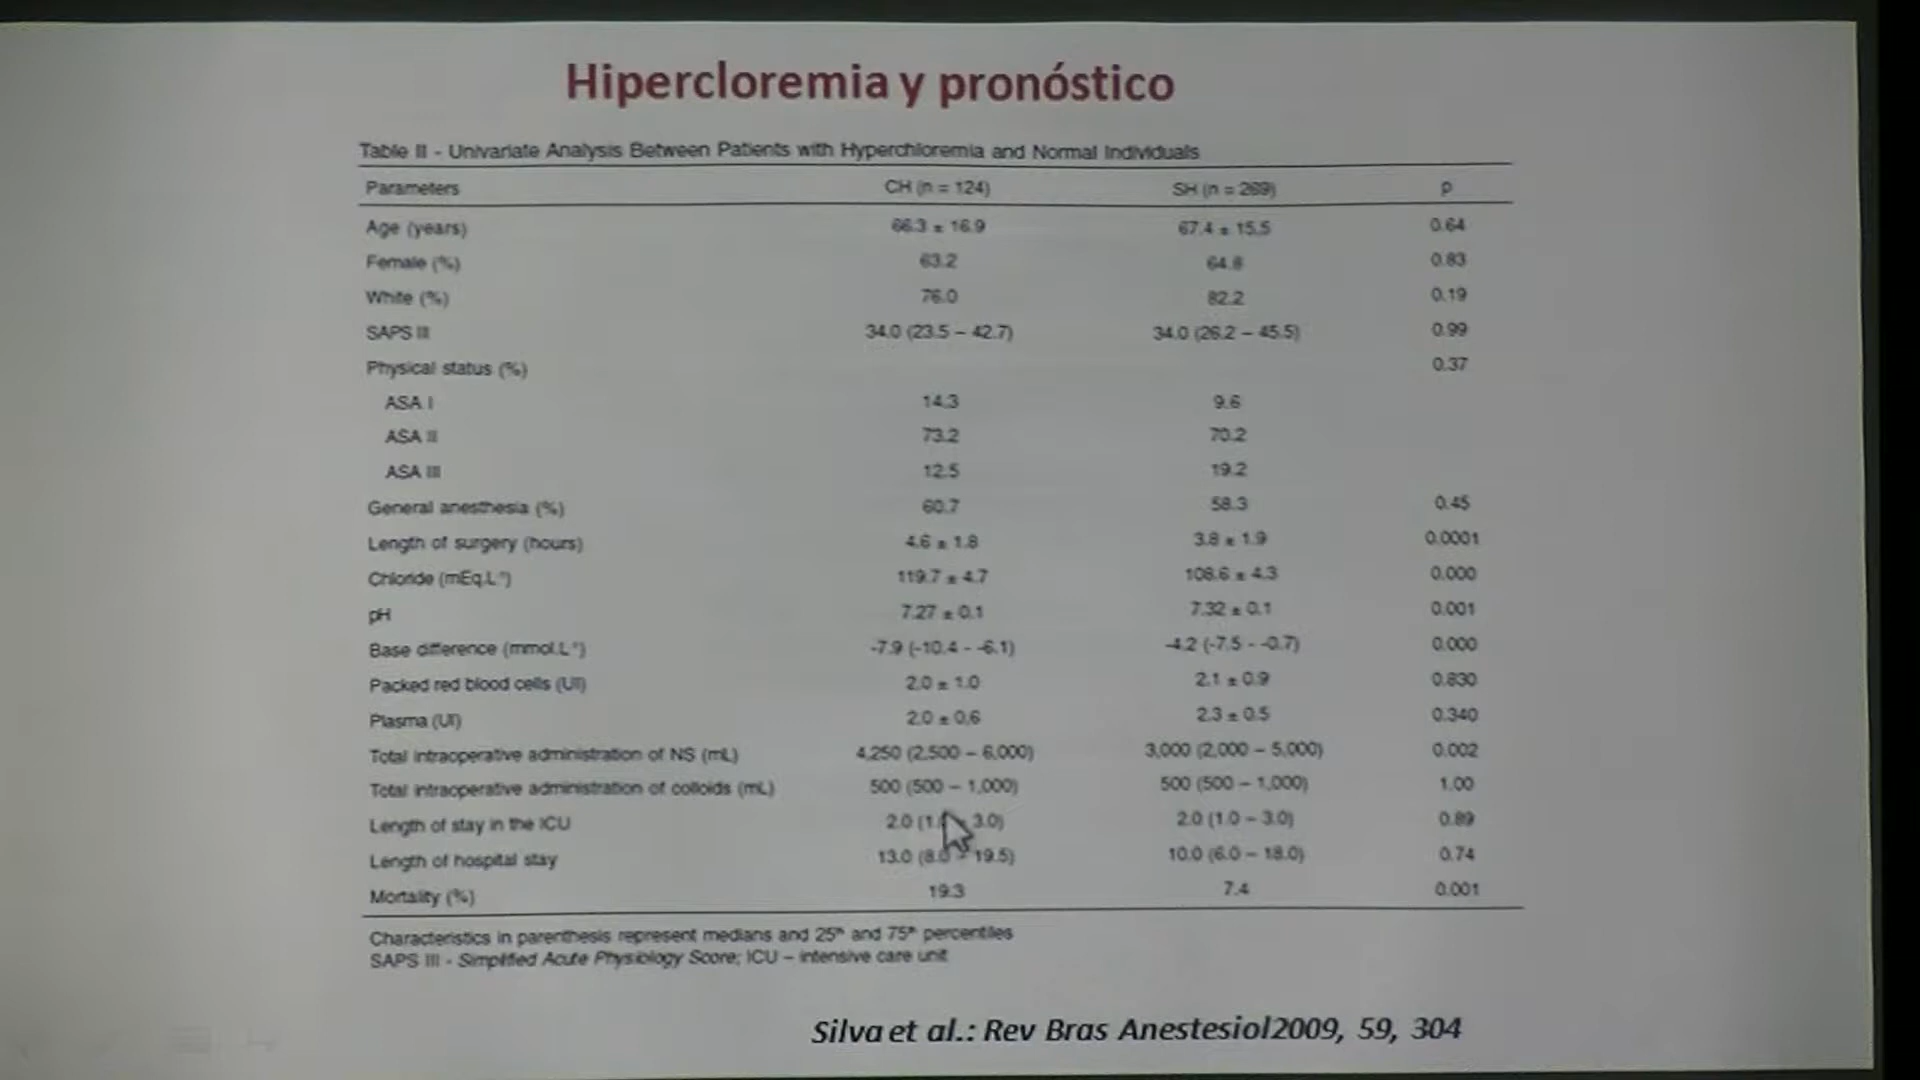 Hipercloremia y pronóstico
Table II - Univariate Analysis Between Patients with Hyperchloremia and Normal Individuals
Parameters CH (n = 124) SH (n = 269) p
Age (years) 66.3 ± 16.9 67.4 ± 15.5 0.64
Female (%) 63.2 64.8 0.83
White (%) 76.0 82.2 0.19
SAPS III 34.0 (23.5 – 42.7) 34.0 (26.2 – 45.5) 0.99
Physical status (%) 0.37
ASA I 14.3 9.6
ASA II 73.2 70.2
ASA III 12.5 19.2
General anesthesia (%) 60.7 58.3 0.45
Length of surgery (hours) 4.6 ± 1.8 3.8 ± 1.9 0.0001
Chloride (mEq.L⁻¹) 119.7 ± 4.7 108.6 ± 4.3 0.000
pH 7.27 ± 0.1 7.32 ± 0.1 0.001
Base difference (mmol.L⁻¹) -7.9 (-10.4 - -6.1) -4.2 (-7.5 - -0.7) 0.000
Packed red blood cells (UI) 2.0 ± 1.0 2.1 ± 0.9 0.830
Plasma (UI) 2.0 ± 0,6 2.3 ± 0.5 0.340
Total intraoperative administration of NS (mL) 4,250 (2,500 – 6,000) 3,000 (2,000 – 5,000) 0.002
Total intraoperative administration of colloids (mL) 500 (500 – 1,000) 500 (500 – 1,000) 1.00
Length of stay in the ICU 2.0 3.0) 2.0 (1.0 – 3.0) 0.89
Length of hospital stay 13.0 (8.0 – 19.5) 10.0 (6.0 – 18.0) 0.74
Mortality (%) 19.3 7.4 0.001
Characteristics in parenthesis represent medians and 25th and 75th percentiles
SAPS III - Simplified Acute Physiology Score; ICU – intensive care unit
Silva et al.: Rev Bras Anestesiol 2009, 59, 304